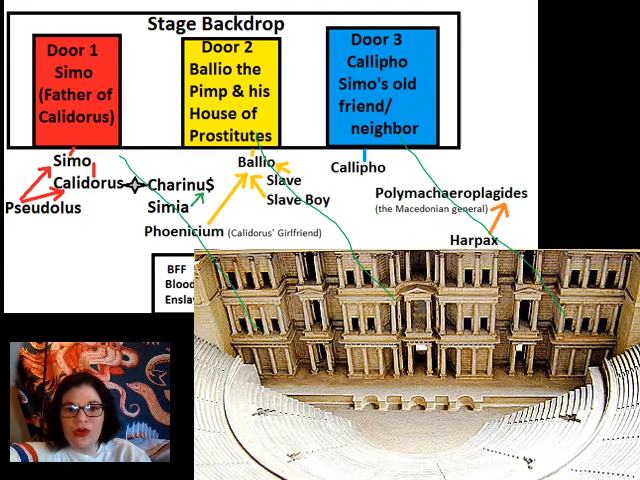 Stage Backdrop
Door 1
Simo
(Father of
Calidorus)
Door 2
Ballio the
Pimp & his
House of
Prostitutes
Door 3
Callipho
Simo's old
friend/
neighbor
Simo
Calidorus
Pseudolus
Charinu$
Simia
Phoenicium (Calidorus' Girlfriend)
Ballio
Slave
Slave Boy
Callipho
Polymachaeroplagides
(the Macedonian general)
Harpax
BFF
Blood
Ensla